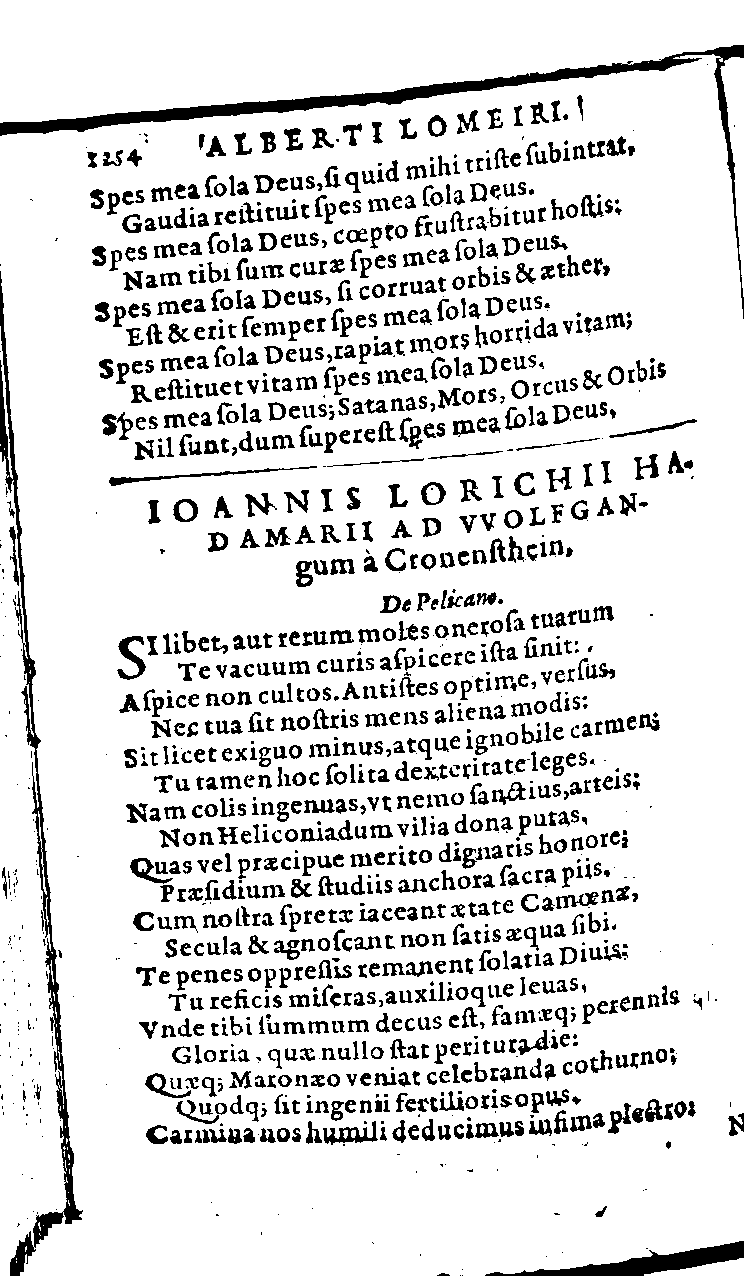 1254 ALBERTI LOMEIRI.
Spes mea ſola Deus, ſi quid mihi triſte ſubintrat,
Gaudia reſtituit ſpes mea ſola Deus.
Spes mea ſola Deus, cœpto fruſtrabitur hoſtis;
Nam tibi ſum curæ ſpes mea ſola Deus.
Spes mea ſola Deus, ſi corruat orbis & æther,
Eſt & erit ſemper ſpes mea ſola Deus.
Spes mea ſola Deus, rapiat mors horrida vitam;
Reſtituet vitam ſpes mea ſola Deus.
Spes mea ſola Deus; Satanas, Mors, Orcus & Orbis
Nil ſunt, dum ſupereſt ſpes mea ſola Deus.
IOANNIS LORICHII HA-
DAMARII AD VVOLFGAN-
gum à Cronenſthein,
De Pelicano.
SI libet, aut rerum moles oneroſa tuarum
Te vacuum curis aſpicere iſta ſinit:
Aſpice non cultos. Antiſtes optime, verſus,
Nec tua ſit noſtris mens aliena modis:
Sit licet exiguo minus, atque ignobile carmen;
Tu tamen hoc ſolita dexteritate leges.
Nam colis ingenuas, vt nemo ſanctius, arteis;
Non Heliconiadum vilia dona putas,
Quas vel præcipue merito dignaris honore;
Præſidium & ſtudiis anchora ſacra piis.
Cum noſtra ſpretæ iaceant ætate Camœnæ,
Secula & agnoſcant non ſatis æqua ſibi.
Te penes oppreſſis remanent ſolatia Diuis;
Tu reficis miſeras, auxilioque leuas,
Vnde tibi ſummum decus eſt, famæq; perennis
Gloria, quæ nullo ſtat peritura die:
Quæq; Maronæo veniat celebranda cothurno;
Quodq; ſit ingenii fertilioris opus.
Carmina nos humili deducimus infima plectro:
N